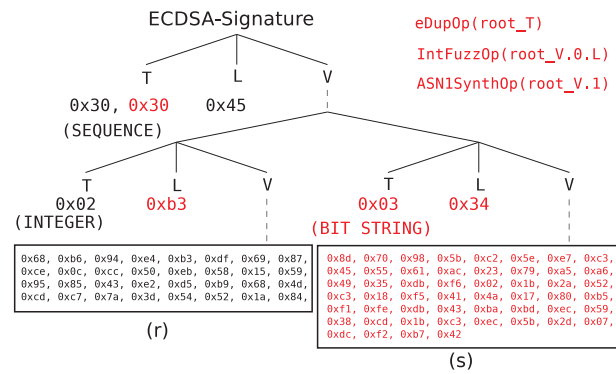 ECDSA-Signature
eDupOp(root_T)
IntFuzzOp(root_V.0.L)
ASN1SynthOp(root_V.1)
T L V
0x30, 0x30 0x45
(SEQUENCE)
T L V
0x02 0xb3
(INTEGER)
T L V
0x03 0x34
(BIT STRING)
0x68, 0xb6, 0x94, 0xe4, 0xb3, 0xdf, 0x69, 0x87,
0xce, 0x0c, 0xcc, 0x50, 0xeb, 0x58, 0x15, 0x59,
0x95, 0x85, 0x43, 0xe2, 0xd5, 0xb9, 0x68, 0x4d,
0xcd, 0xc7, 0x7a, 0x3d, 0x54, 0x52, 0x1a, 0x84,
(r)
0x8d, 0x70, 0x98, 0x5b, 0xc2, 0x5e, 0xe7, 0xc3,
0x45, 0x55, 0x61, 0xac, 0x23, 0x79, 0xa5, 0xa6,
0x49, 0x35, 0xdb, 0xf6, 0x02, 0x1b, 0x2a, 0x52,
0xc3, 0x18, 0xf5, 0x41, 0x4a, 0x17, 0x80, 0xb5,
0xf1, 0xfe, 0xdb, 0x43, 0xba, 0xbd, 0xec, 0x59,
0x38, 0xcd, 0x1b, 0xc3, 0xec, 0x5b, 0x2d, 0x07,
0xdc, 0xf2, 0xb7, 0x42
(s)